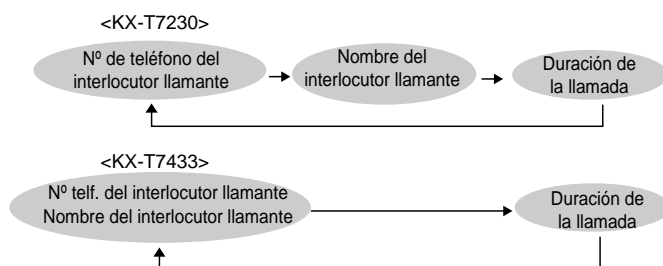 <KX-T7230>
Nº de teléfono del
interlocutor llamante
Nombre del
interlocutor llamante
Duración de
la llamada
<KX-T7433>
Nº telf. del interlocutor llamante
Nombre del interlocutor llamante
Duración de
la llamada